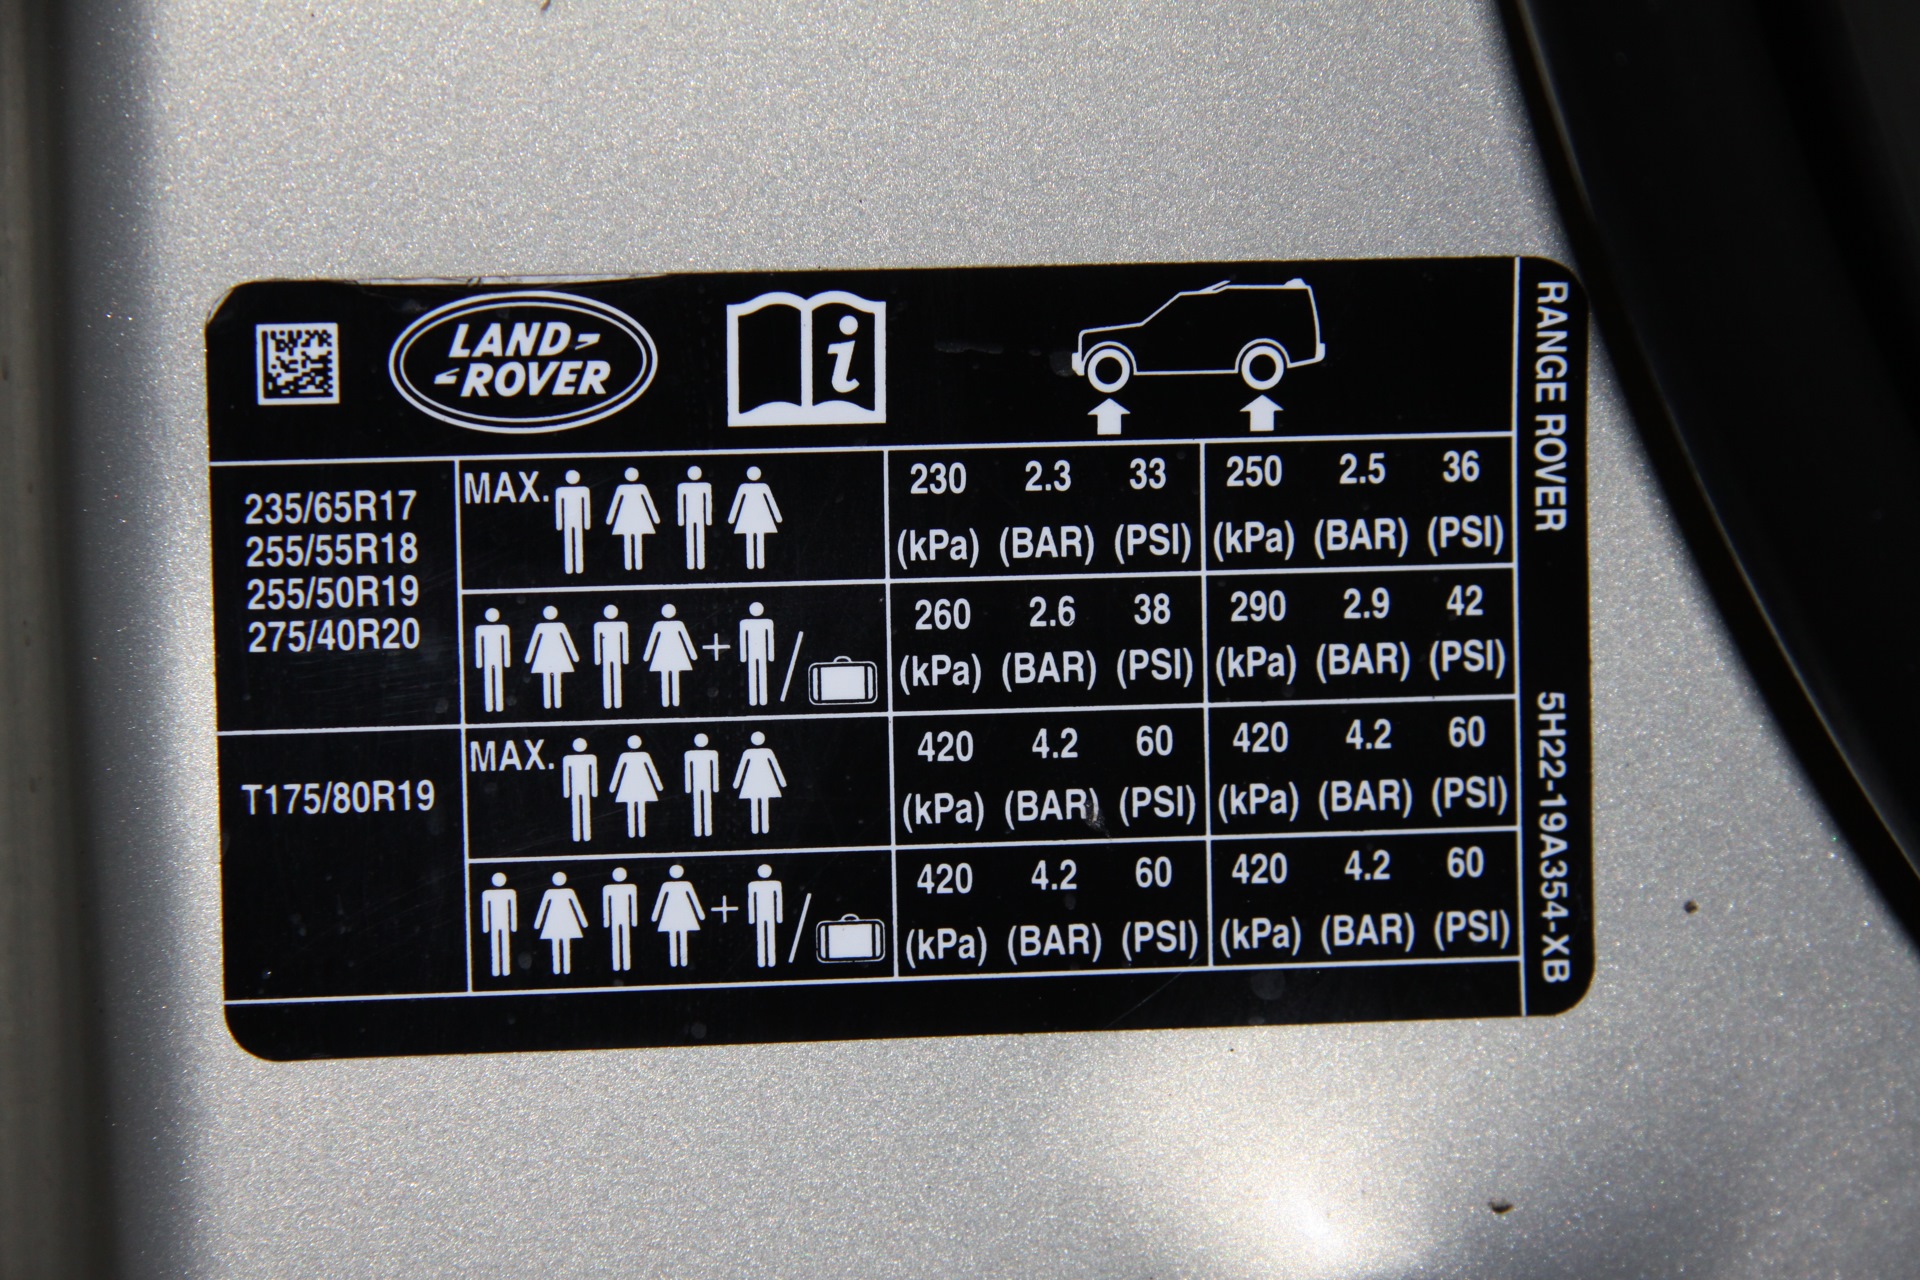 LAND
ROVER
i
235/65R17
255/55R18
255/50R19
275/40R20
MAX.
230 2.3 33 250 2.5 36
(kPa) (BAR) (PSI) (kPa) (BAR) (PSI)
+ /
260 2.6 38 290 2.9 42
(kPa) (BAR) (PSI) (kPa) (BAR) (PSI)
T175/80R19
MAX.
420 4.2 60 420 4.2 60
(kPa) (BAR) (PSI) (kPa) (BAR) (PSI)
+ /
420 4.2 60 420 4.2 60
(kPa) (BAR) (PSI) (kPa) (BAR) (PSI)
RANGE ROVER 5H22-19A354-XB